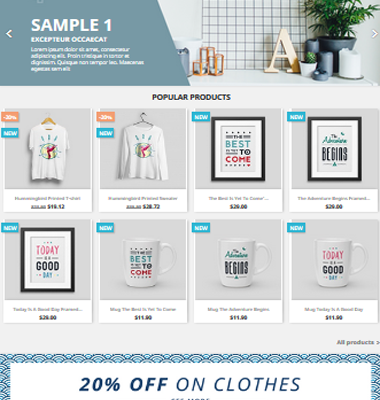 SAMPLE 1
EXCEPTEUR OCCAECAT
Lorem ipsum dolor sit amet, consectetur
adipiscing elit. Proin tristique in tortor et
dignissim. Quisque non tempor leo. Maecenas
egestas sem elit
POPULAR PRODUCTS
-20%
NEW
-20%
NEW
NEW
THE
BEST
IS YET TO
COME
NEW
The
Adventure
BEGINS
Hummingbird Printed T-shirt
$19.12
Hummingbird Printed Sweater
$28.72
The Best Is Yet To Come'...
$29.00
The Adventure Begins Framed...
$29.00
NEW
TODAY
IS A
GOOD
DAY
NEW
THE
BEST
IS YET TO
COME
NEW
The
Adventure
BEGINS
NEW
TODAY
IS A
GOOD
DAY
Today Is A Good Day Framed...
$29.00
Mug The Best Is Yet To Come
$11.90
Mug The Adventure Begins
$11.90
Mug Today Is A Good Day
$11.90
All products >
20% OFF ON CLOTHES